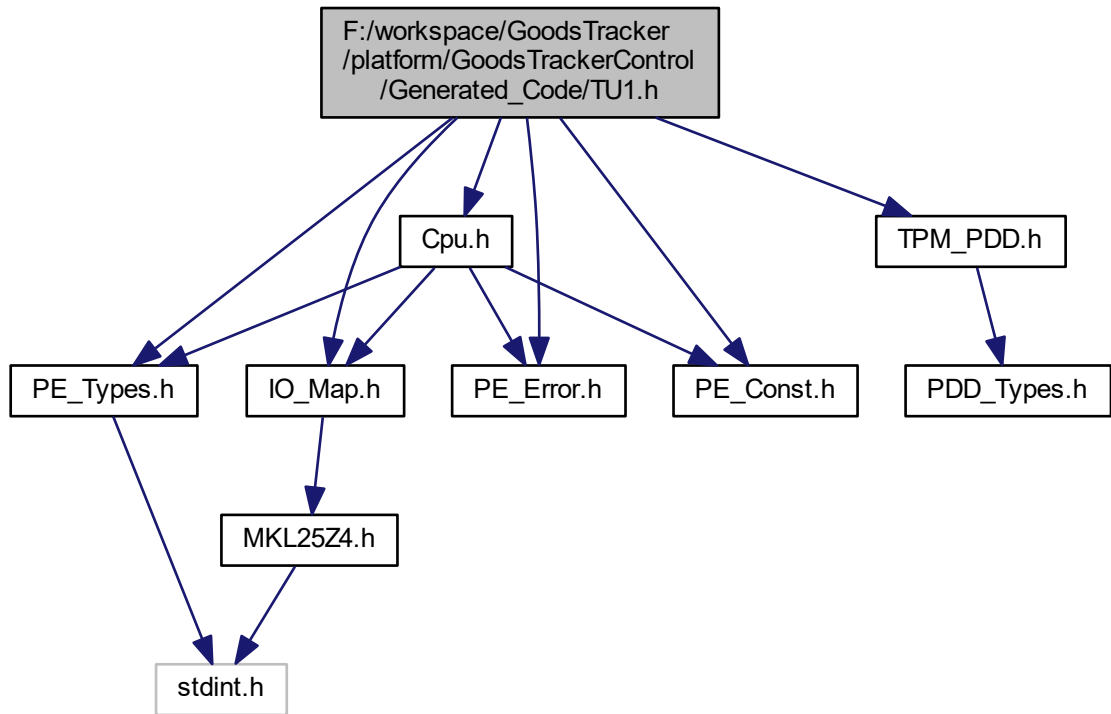 F:/workspace/GoodsTracker
/platform/GoodsTrackerControl
/Generated_Code/TU1.h
Cpu.h
TPM_PDD.h
PE_Types.h
IO_Map.h
PE_Error.h
PE_Const.h
PDD_Types.h
MKL25Z4.h
stdint.h